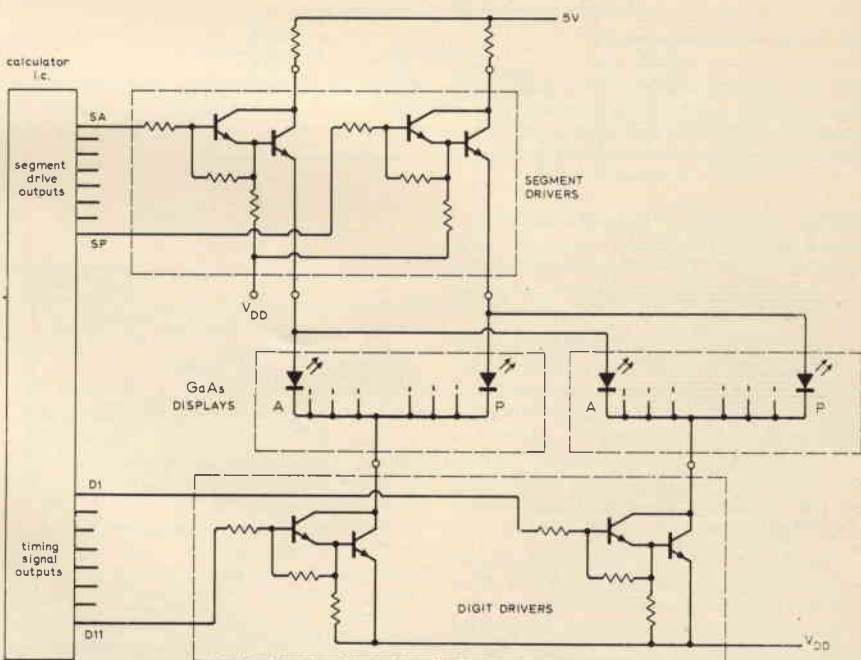 5V
calculator
i.c.
SA
segment
drive
outputs
SEGMENT
DRIVERS
SP
VDD
GaAs
DISPLAYS
A
P
A
P
D1
timing
signal
outputs
DIGIT DRIVERS
D11
VDD